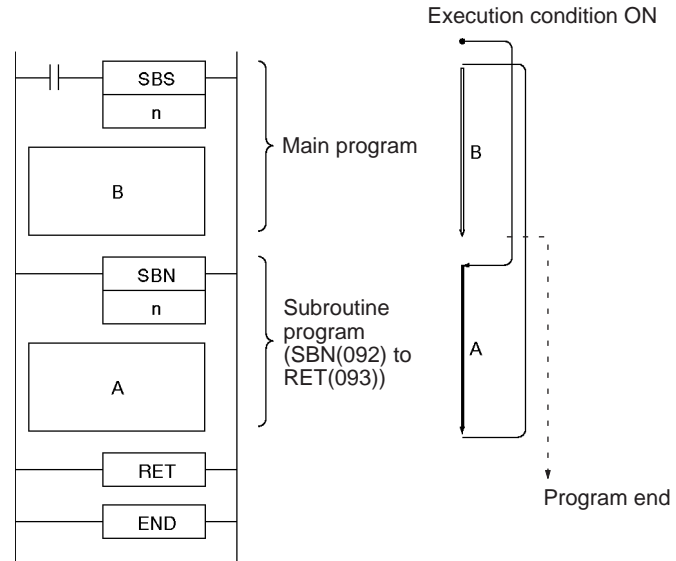 Execution condition ON
SBS
n
B
Main program
B
SBN
n
A
Subroutine
program
(SBN(092) to
RET(093))
A
RET
END
Program end